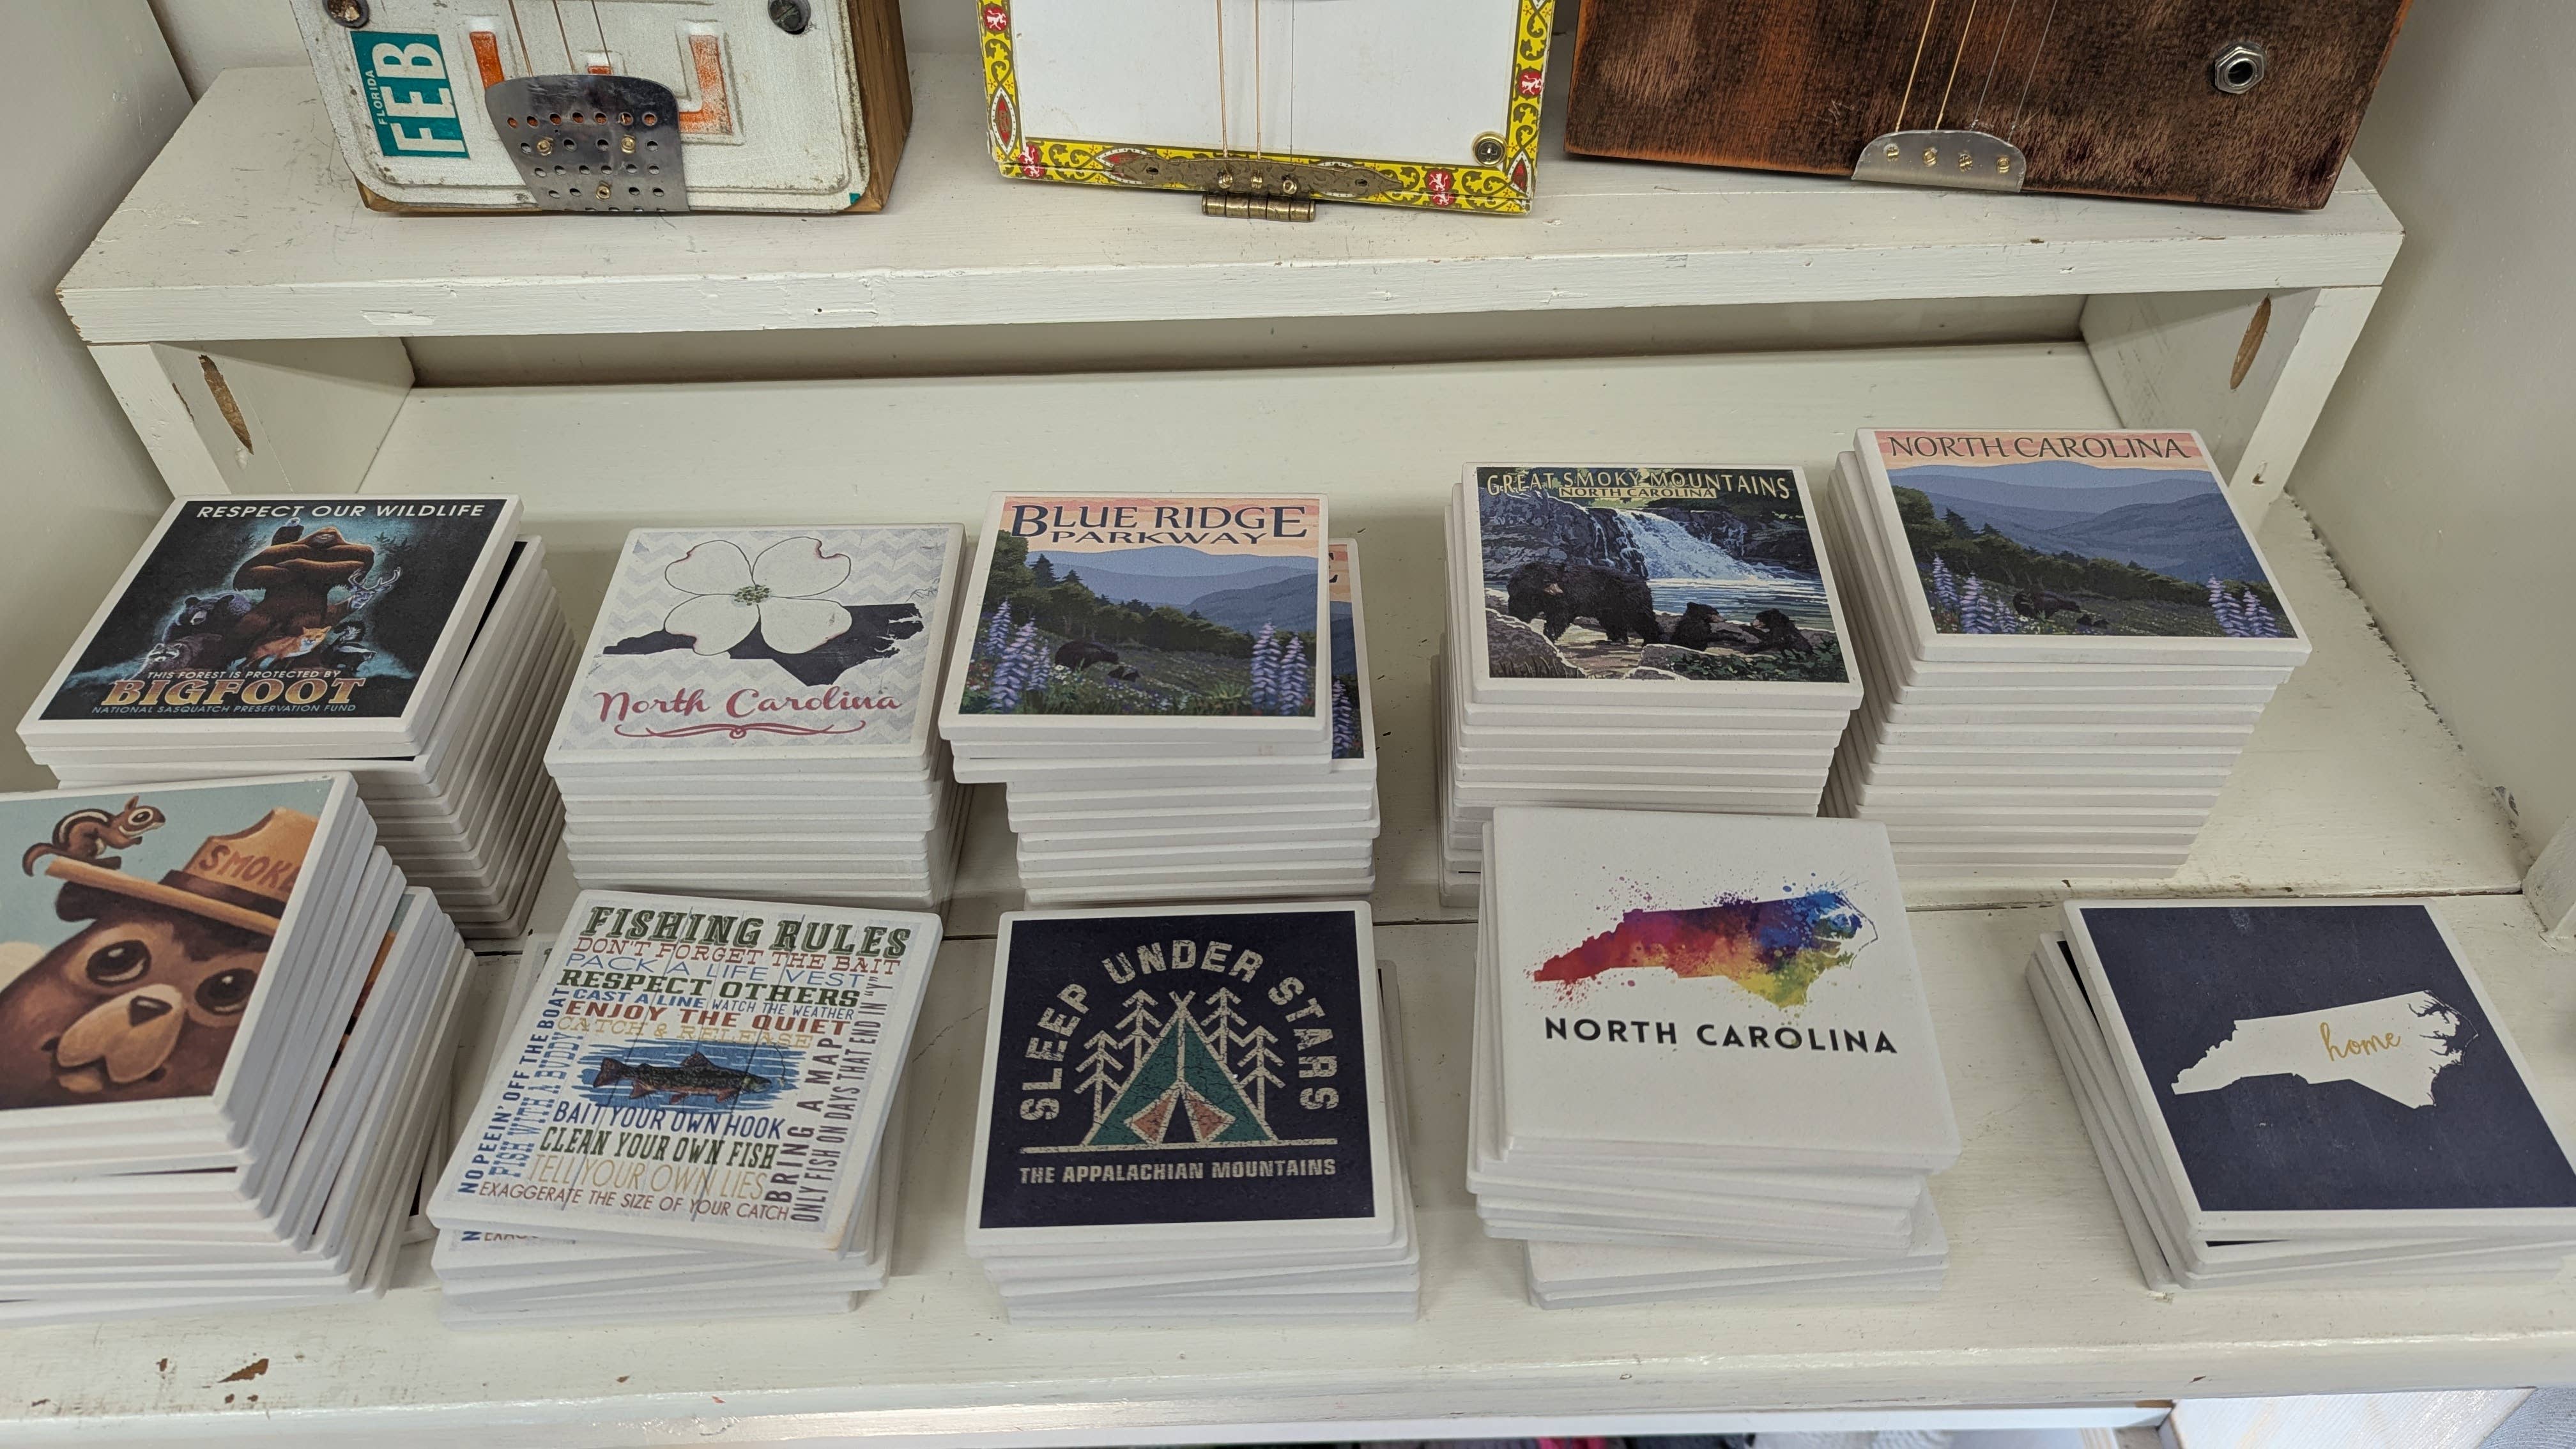 FLORIDA
FEB
RESPECT OUR WILDLIFE
THIS FOREST IS PROTECTED BY
BIGFOOT
NATIONAL SASQUATCH PRESERVATION FUND
North Carolina
BLUE RIDGE
PARKWAY
E
GREAT SMOKY MOUNTAINS
NORTH CAROLINA
NORTH CAROLINA
SMOKE
FISHING RULES
DON'T FORGET THE BAIT
PACK A LIFE VEST
RESPECT OTHERS
CAST A LINE WATCH THE WEATHER
ENJOY THE QUIET
CATCH & RELEASE
NO PEEIN' OFF THE BOAT
FISH WITH A BUDDY
BRING A MAP
ONLY FISH ON DAYS THAT END IN "Y"
BAIT YOUR OWN HOOK
CLEAN YOUR OWN FISH
TELL YOUR OWN LIES
EXAGGERATE THE SIZE OF YOUR CATCH
SLEEP UNDER STARS
THE APPALACHIAN MOUNTAINS
NORTH CAROLINA
home